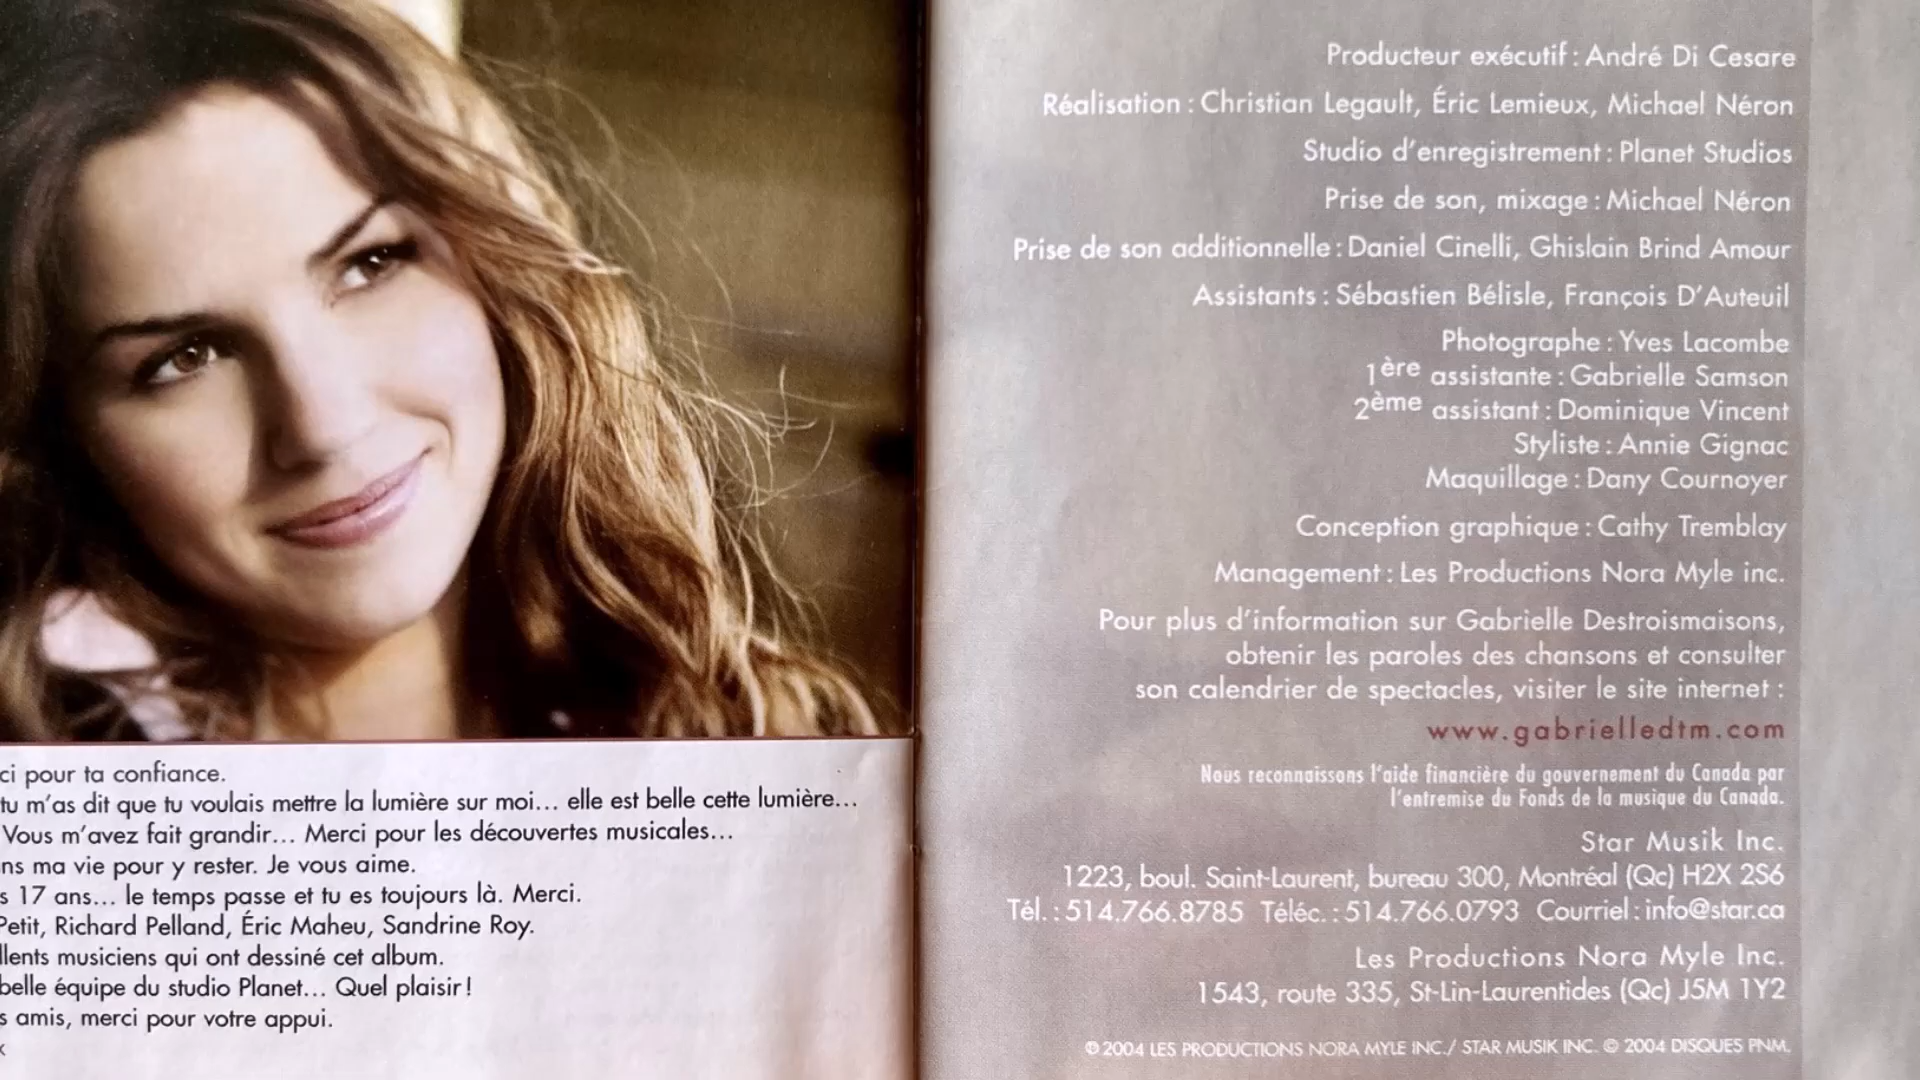 ci pour ta confiance.
tu m'as dit que tu voulais mettre la lumière sur moi... elle est belle cette lumière...
Vous m'avez fait grandir... Merci pour les découvertes musicales...
ns ma vie pour y rester. Je vous aime.
s 17 ans... le temps passe et tu es toujours là. Merci.
Petit, Richard Pelland, Éric Maheu, Sandrine Roy.
llents musiciens qui ont dessiné cet album.
belle équipe du studio Planet... Quel plaisir !
s amis, merci pour votre appui.
x
Producteur exécutif : André Di Cesare
Réalisation : Christian Legault, Éric Lemieux, Michael Néron
Studio d'enregistrement : Planet Studios
Prise de son, mixage : Michael Néron
Prise de son additionnelle : Daniel Cinelli, Ghislain Brind Amour
Assistants : Sébastien Bélisle, François D'Auteuil
Photographe : Yves Lacombe
1ère assistante : Gabrielle Samson
2ème assistant : Dominique Vincent
Styliste : Annie Gignac
Maquillage : Dany Cournoyer
Conception graphique : Cathy Tremblay
Management : Les Productions Nora Myle inc.
Pour plus d'information sur Gabrielle Destroismaisons,
obtenir les paroles des chansons et consulter
son calendrier de spectacles, visiter le site internet :
www.gabrielledtm.com
Nous reconnaissons l'aide financière du gouvernement du Canada par
l'entremise du Fonds de la musique du Canada.
Star Musik Inc.
1223, boul. Saint-Laurent, bureau 300, Montréal (Qc) H2X 2S6
Tél. : 514.766.8785 Téléc. : 514.766.0793 Courriel : info@star.ca
Les Productions Nora Myle Inc.
1543, route 335, St-Lin-Laurentides (Qc) J5M 1Y2
℗ 2004 LES PRODUCTIONS NORA MYLE INC./ STAR MUSIK INC. © 2004 DISQUES PNM.